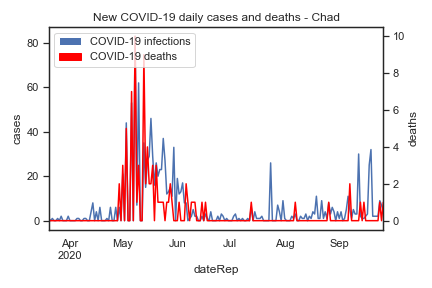 New COVID-19 daily cases and deaths - Chad
COVID-19 infections
COVID-19 deaths
80
60
40
20
0
cases
10
8
6
4
2
0
deaths
Apr May Jun Jul Aug Sep
2020
dateRep